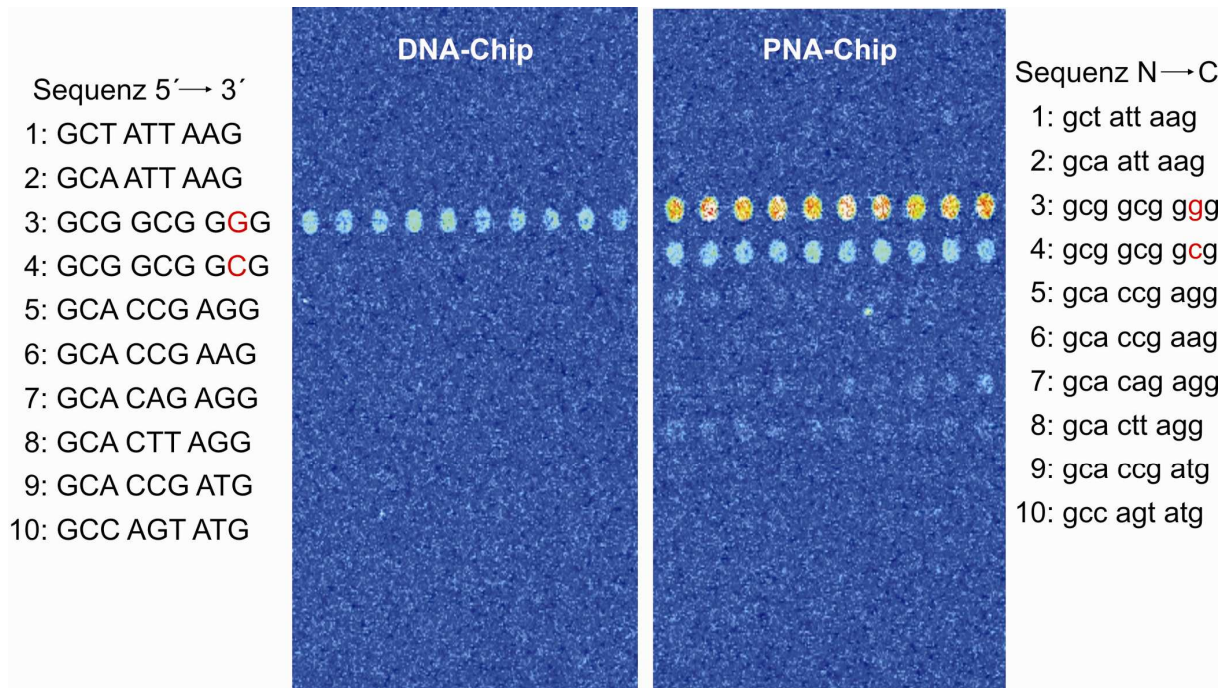 DNA-Chip
PNA-Chip
Sequenz 5´→ 3´
1: GCT ATT AAG
2: GCA ATT AAG
3: GCG GCG GGG
4: GCG GCG GCG
5: GCA CCG AGG
6: GCA CCG AAG
7: GCA CAG AGG
8: GCA CTT AGG
9: GCA CCG ATG
10: GCC AGT ATG
Sequenz N→C
1: gct att aag
2: gca att aag
3: gcg gcg ggg
4: gcg gcg gcg
5: gca ccg agg
6: gca ccg aag
7: gca cag agg
8: gca ctt agg
9: gca ccg atg
10: gcc agt atg